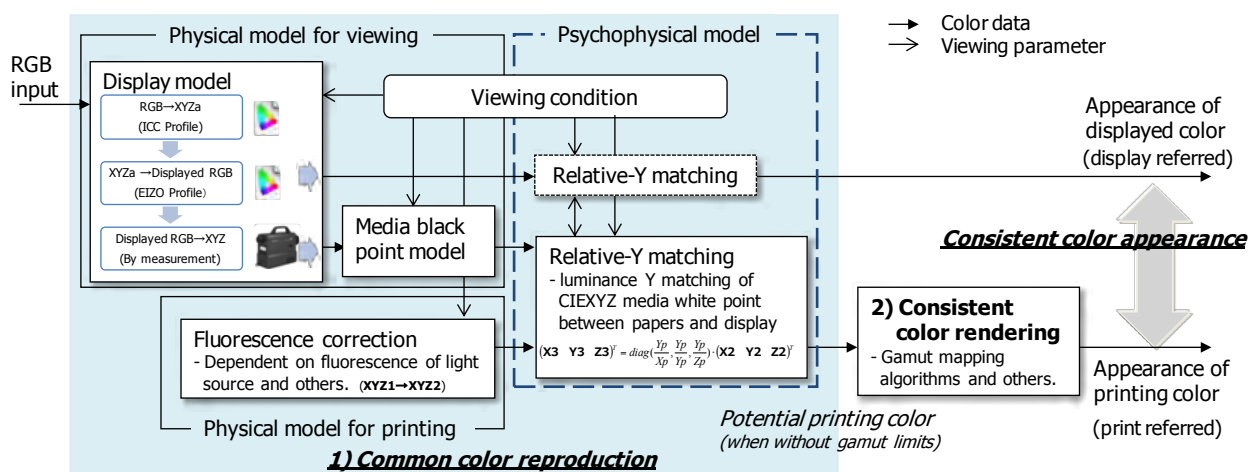 Physical model for viewing
Psychophysical model
Color data
Viewing parameter
RGB
input
Display model
RGB→XYZa
(ICC Profile)
XYZa →Displayed RGB
(EIZO Profile)
Displayed RGB→XYZ
(By measurement)
Viewing condition
Media black
point model
Relative-Y matching
Appearance of
displayed color
(display referred)
Relative-Y matching
- luminance Y matching of
CIEXYZ media white point
between papers and display
(X3 Y3 Z3)^T = diag(Yp/Xp, Yp/Yp, Yp/Zp)·(X2 Y2 Z2)^T
Consistent color appearance
Fluorescence correction
- Dependent on fluorescence of light
source and others. (XYZ1→XYZ2)
Physical model for printing
2) Consistent
color rendering
- Gamut mapping
algorithms and others.
Appearance of
printing color
(print referred)
Potential printing color
(when without gamut limits)
1) Common color reproduction